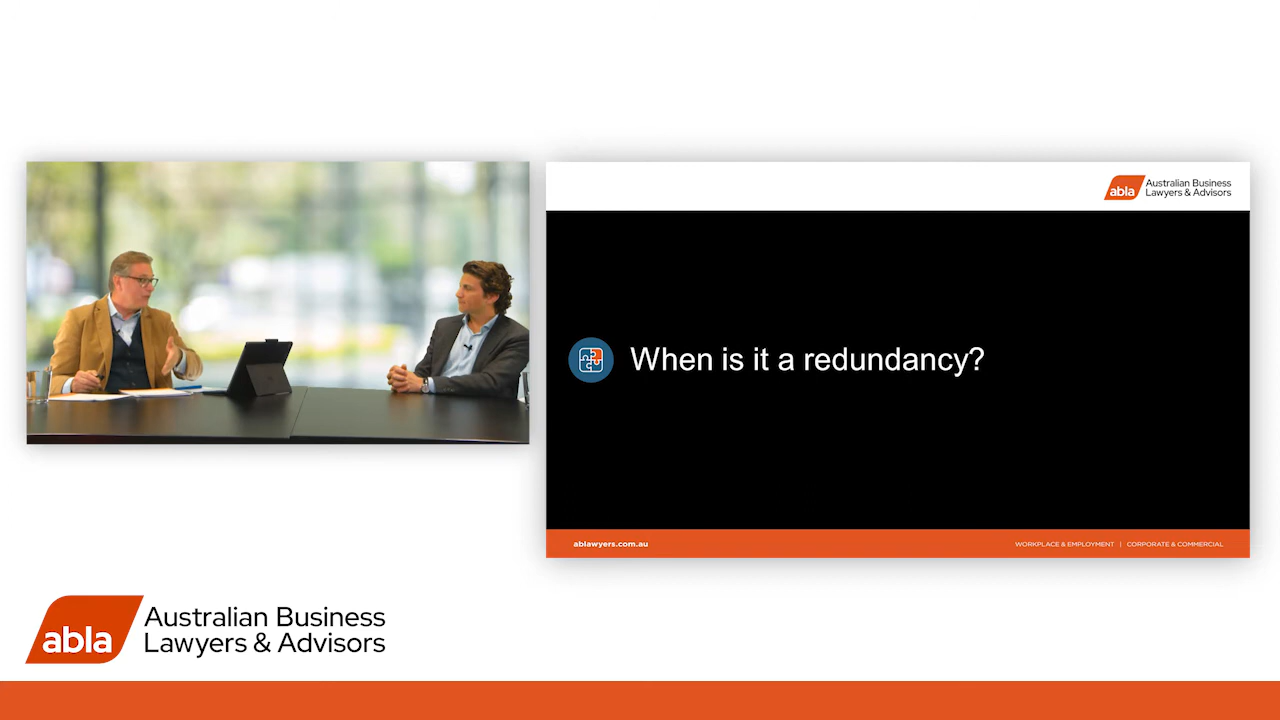 abla
Australian Business
Lawyers & Advisors
When is it a redundancy?
ablawyers.com.au
WORKPLACE & EMPLOYMENT | CORPORATE & COMMERCIAL
abla
Australian Business
Lawyers & Advisors